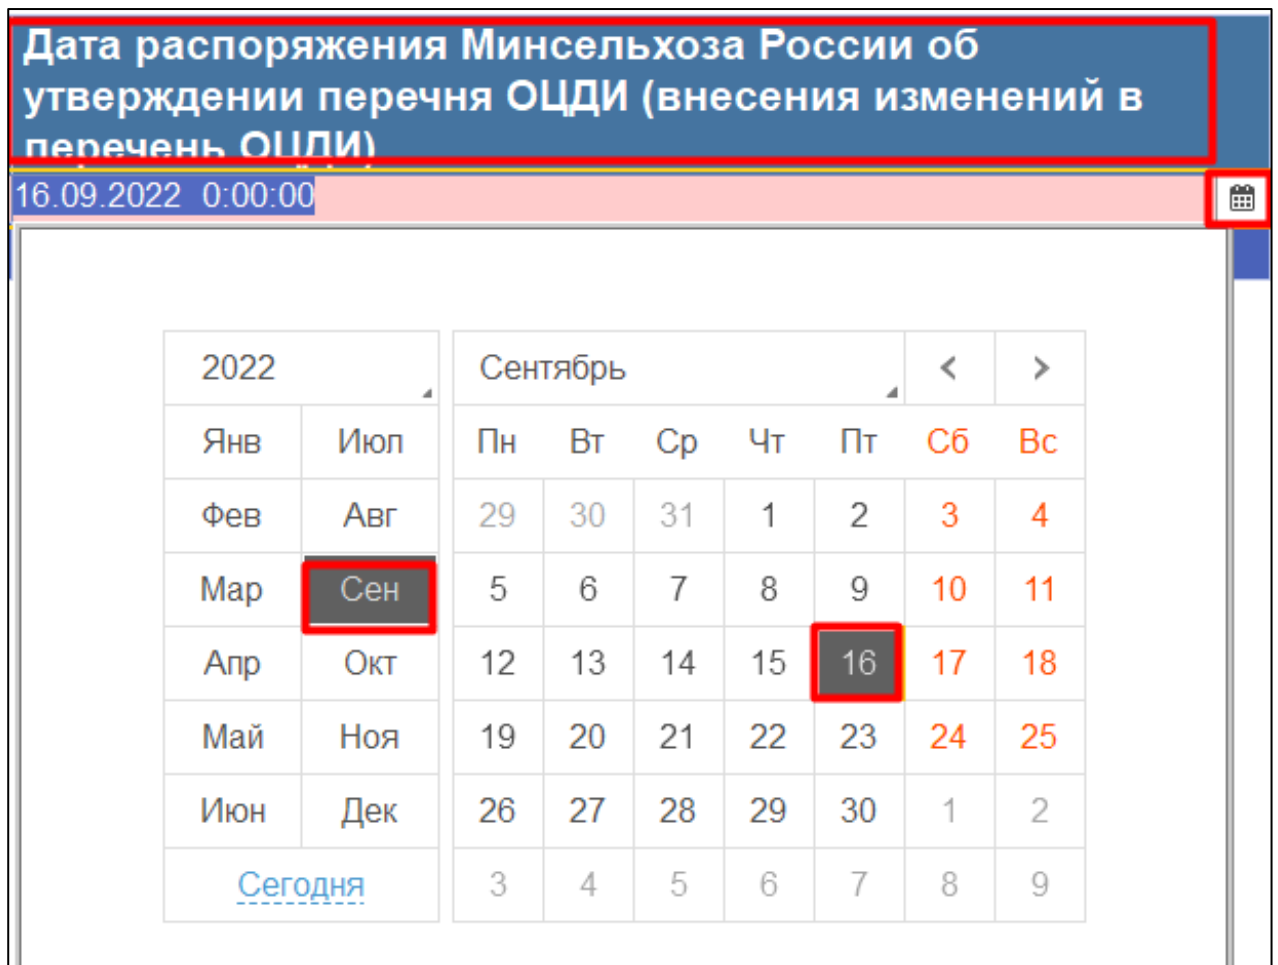 Дата распоряжения Минсельхоза России об
утверждении перечня ОЦДИ (внесения изменений в
перечень ОЦДИ)
16.09.2022 0:00:00
2022 Сентябрь < >
Янв Июл Пн Вт Ср Чт Пт Сб Вс
Фев Авг 29 30 31 1 2 3 4
Мар Сен 5 6 7 8 9 10 11
Апр Окт 12 13 14 15 16 17 18
Май Ноя 19 20 21 22 23 24 25
Июн Дек 26 27 28 29 30 1 2
Сегодня 3 4 5 6 7 8 9